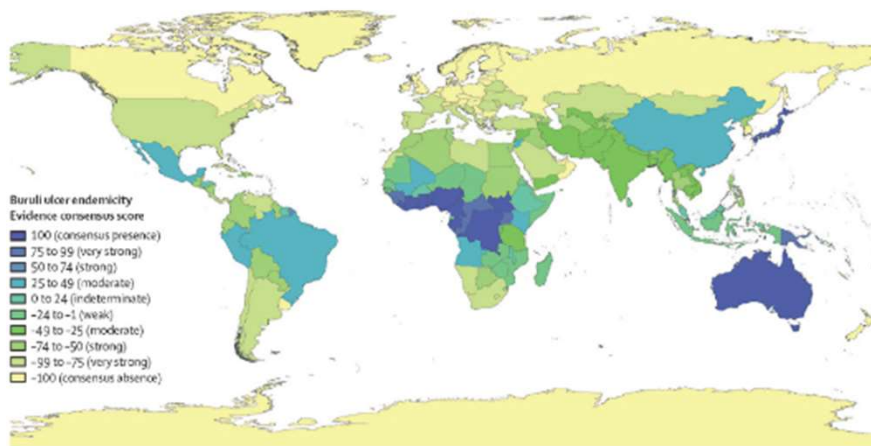 Buruli ulcer endemicity
Evidence consensus score
100 (consensus presence)
75 to 99 (very strong)
50 to 74 (strong)
25 to 49 (moderate)
0 to 24 (indeterminate)
–24 to –1 (weak)
–49 to –25 (moderate)
–74 to –50 (strong)
–99 to –75 (very strong)
–100 (consensus absence)